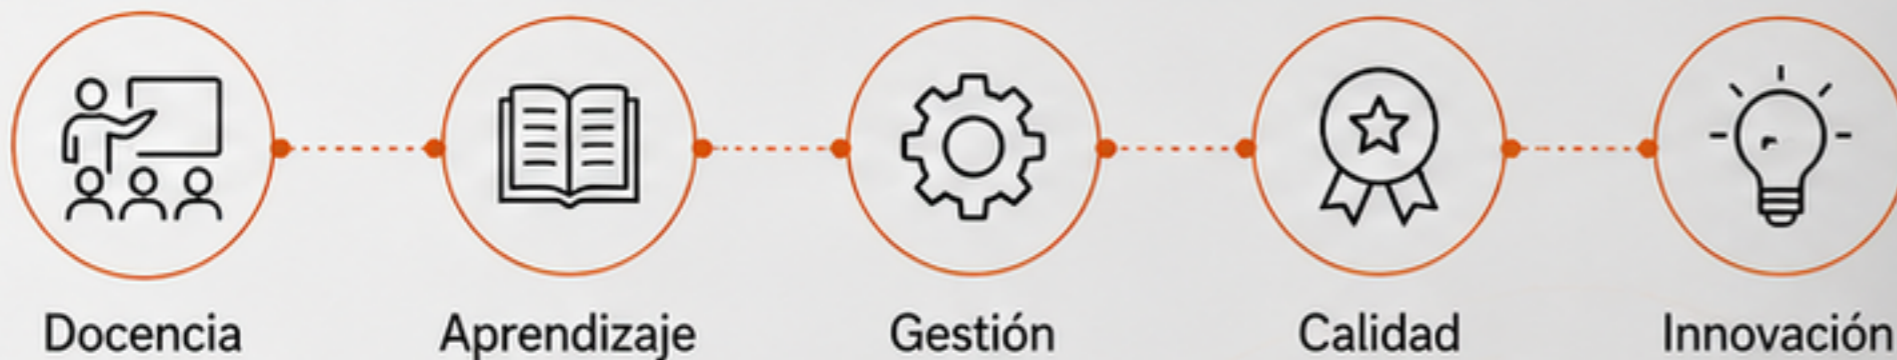 Docencia
Aprendizaje
Gestión
Calidad
Innovación